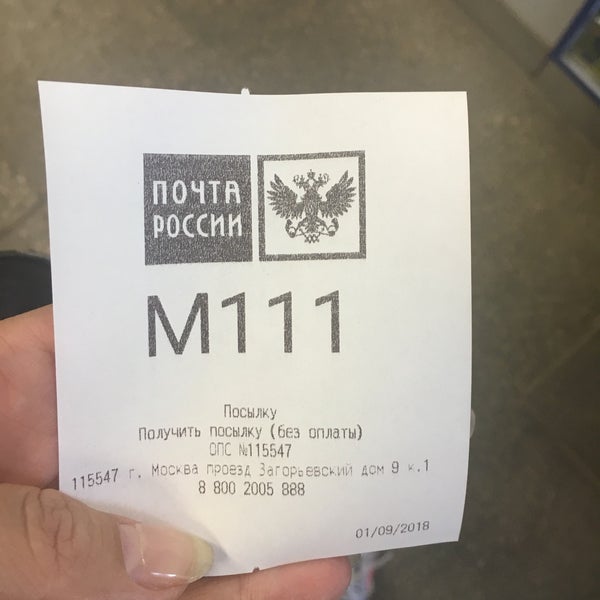 ПОЧТА
РОССИИ
М111
Посылку
Получить посылку (без оплаты)
ОПС №115547
115547 г. Москва проезд Загорьевский дом 9 к.1
8 800 2005 888
01/09/2018